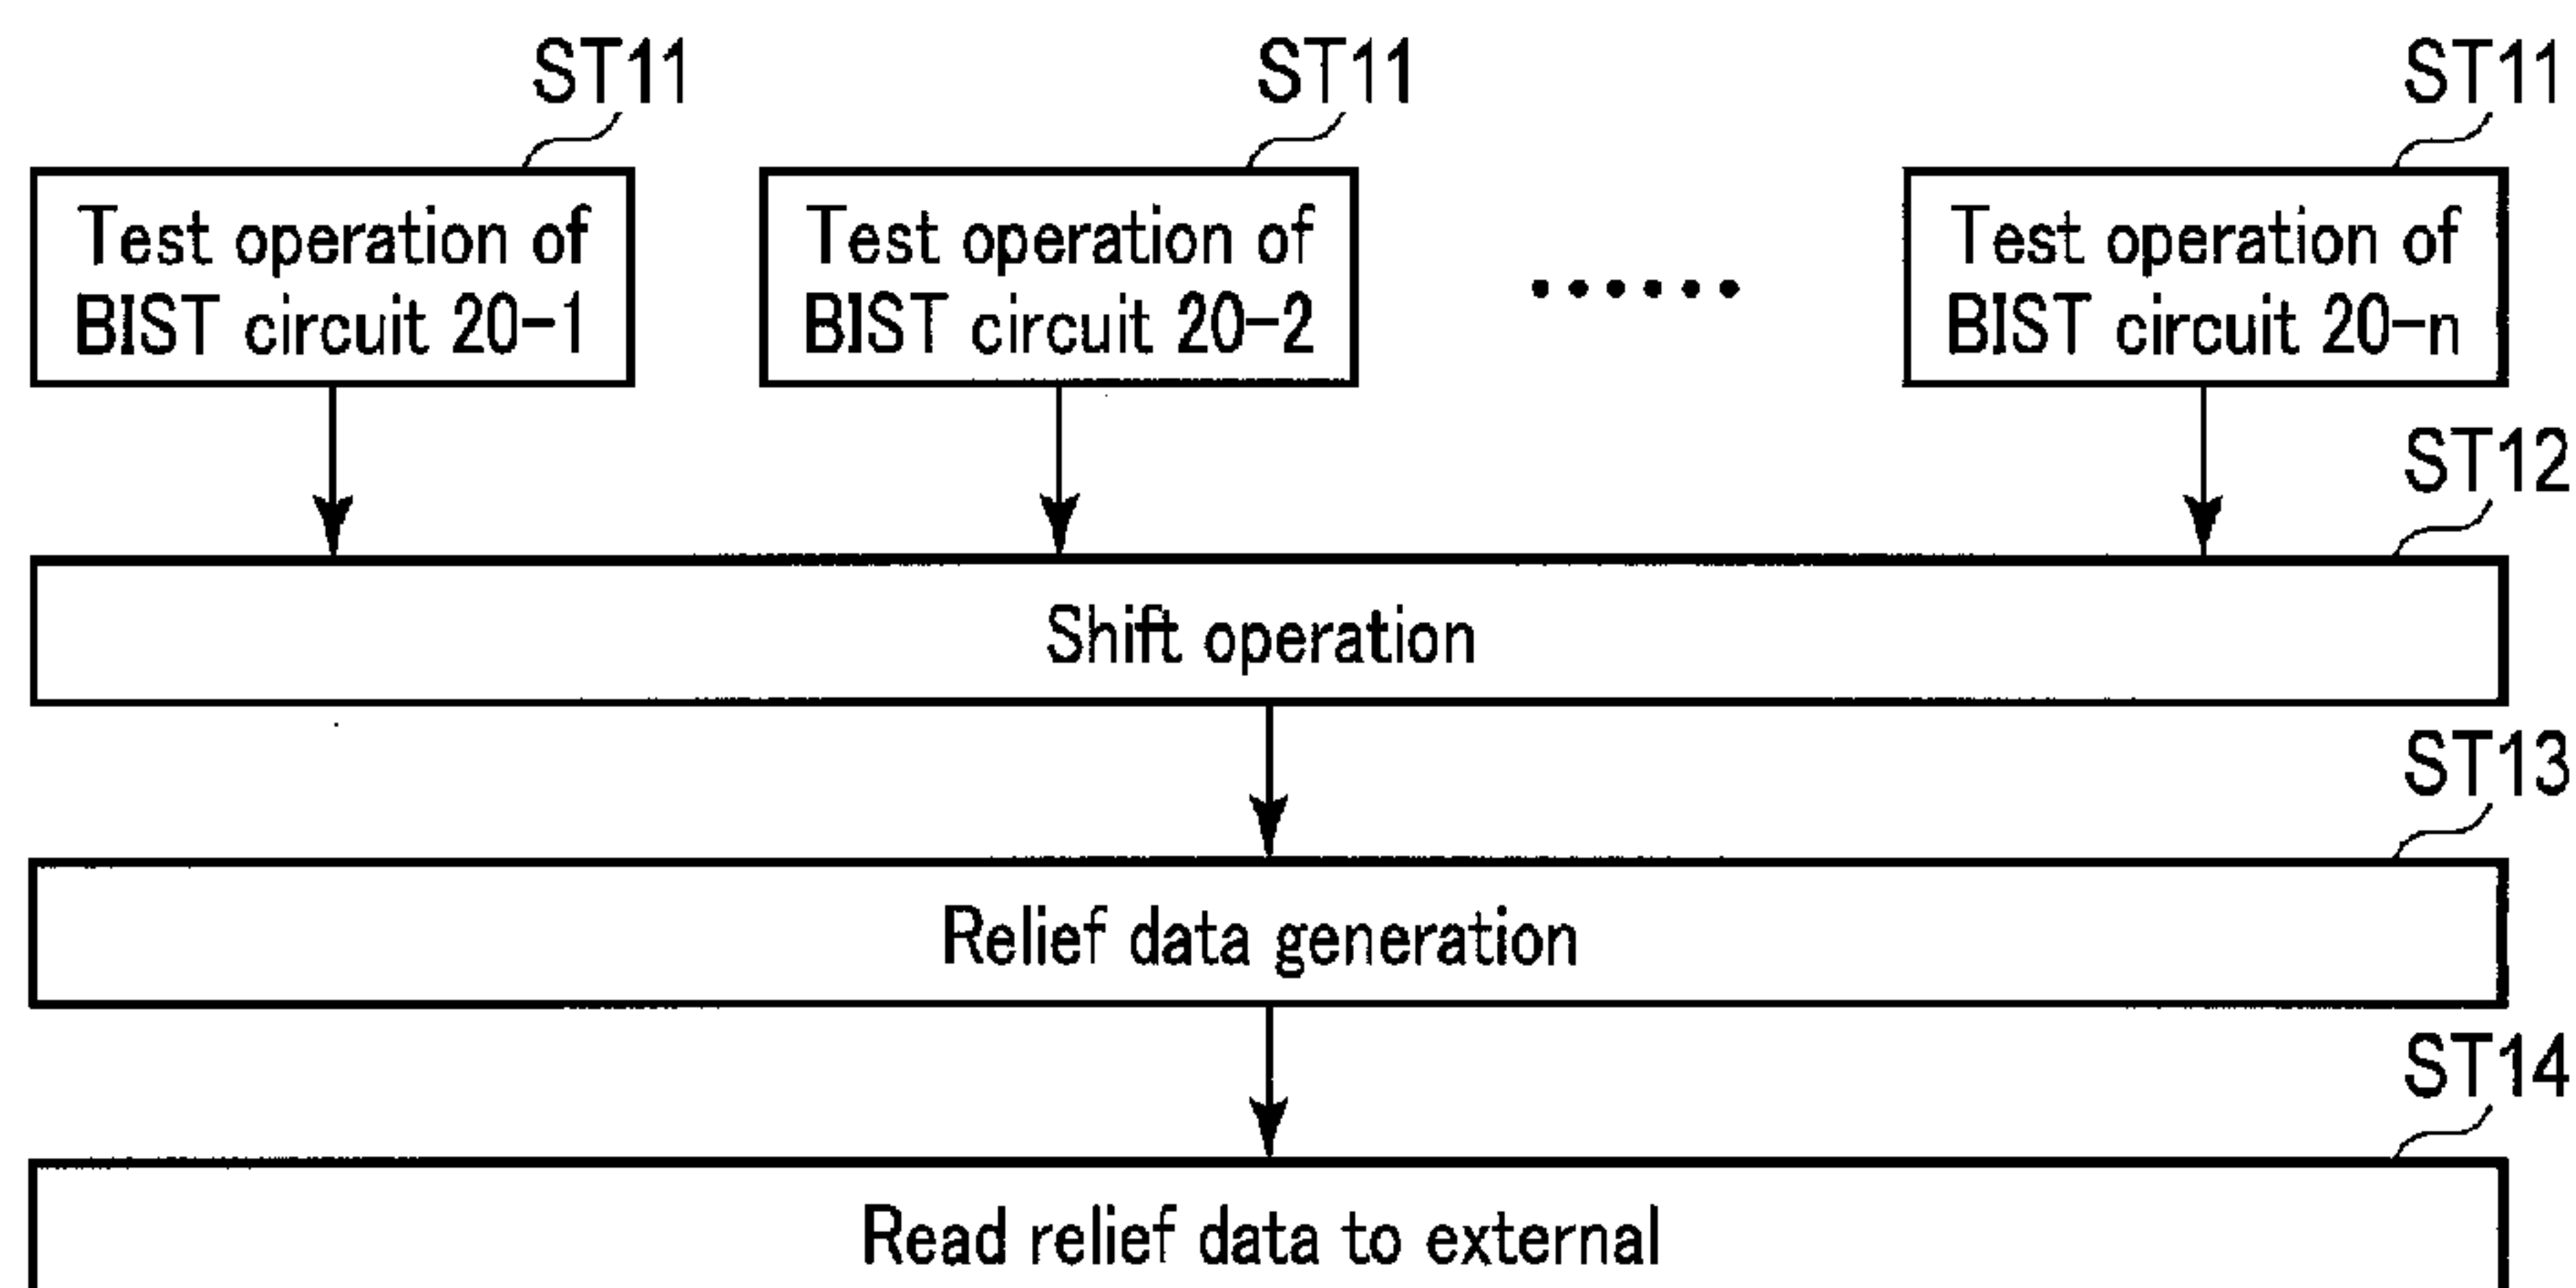 ST11
ST11
ST11
Test operation of
BIST circuit 20-1
Test operation of
BIST circuit 20-2
......
Test operation of
BIST circuit 20-n
ST12
Shift operation
ST13
Relief data generation
ST14
Read relief data to external